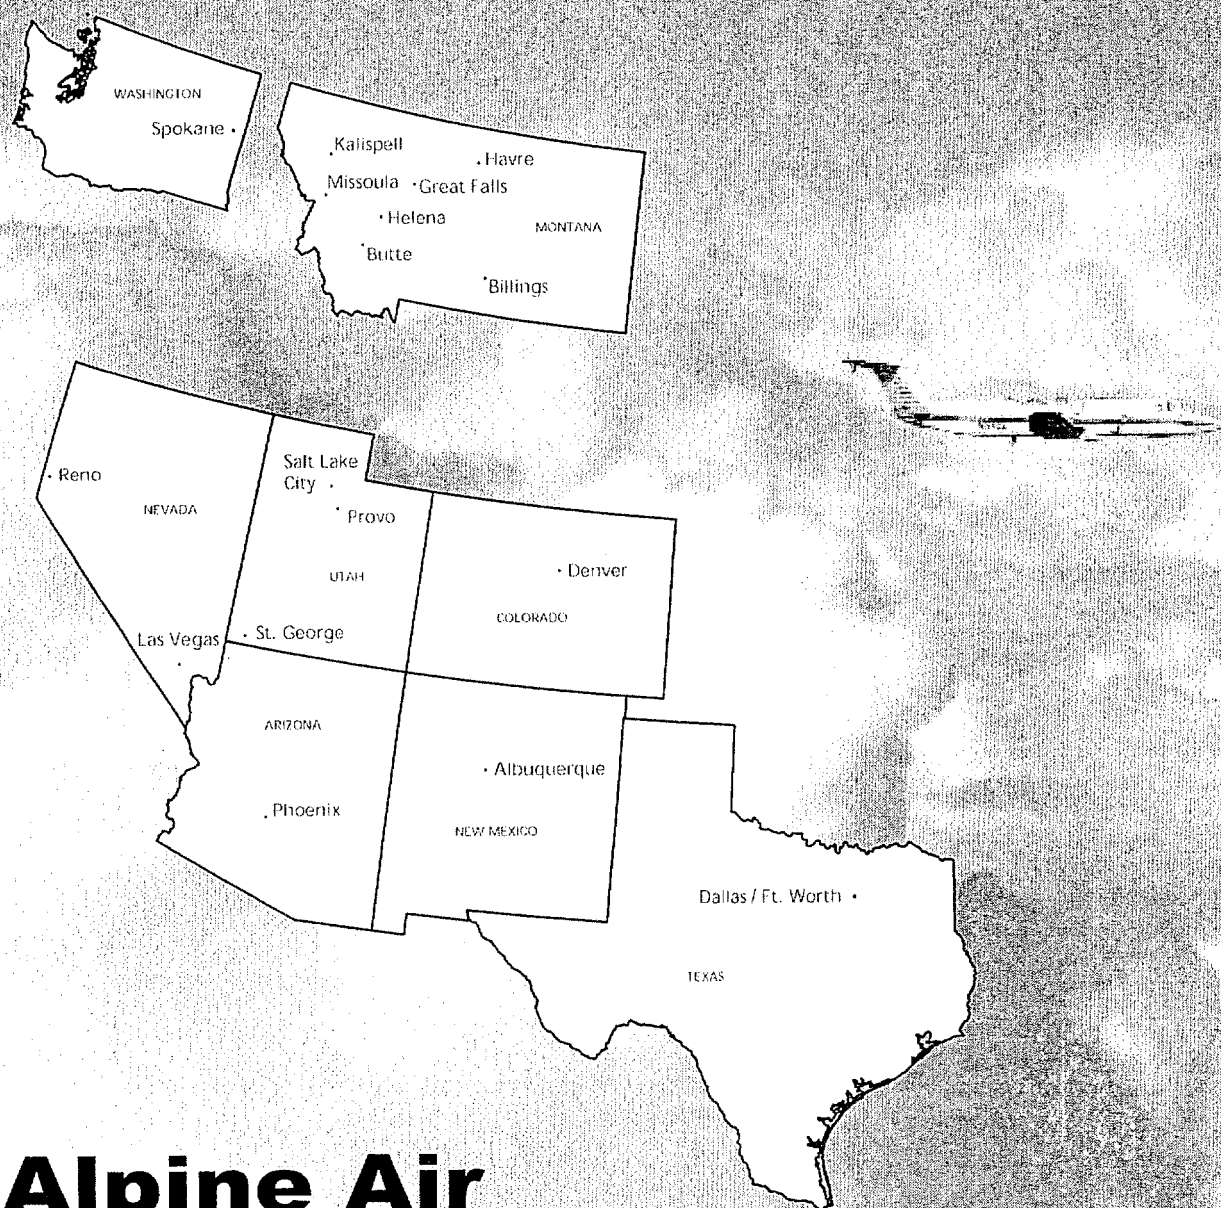 WASHINGTON
Spokane
Kalispell
Havre
Missoula
Great Falls
Helena
MONTANA
Butte
Billings
Salt Lake
City
Reno
NEVADA
Provo
Denver
UTAH
COLORADO
St. George
Las Vegas
ARIZONA
Albuquerque
Phoenix
NEW MEXICO
Dallas / Ft. Worth
TEXAS
Alpine Air